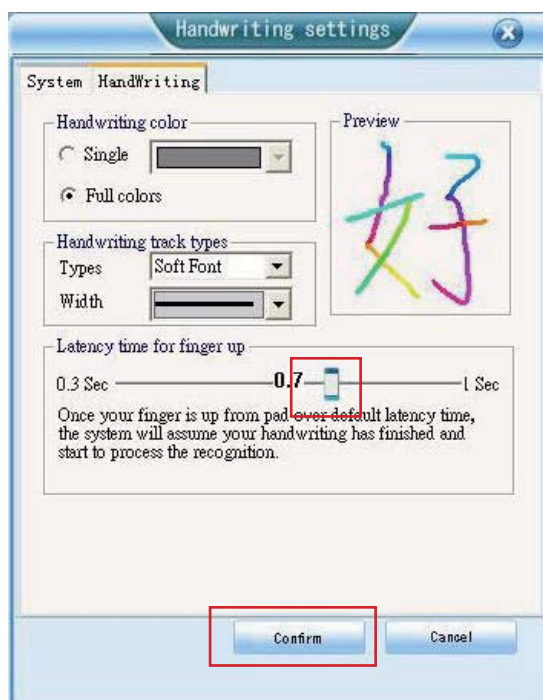 Handwriting settings
System HandWriting
Handwriting color
Single
Full colors
Preview
好
Handwriting track types
Types Soft Font
Width
Latency time for finger up
0.3 Sec 0.7 1 Sec
Once your finger is up from pad over default latency time,
the system will assume your handwriting has finished and
start to process the recognition.
Confirm Cancel